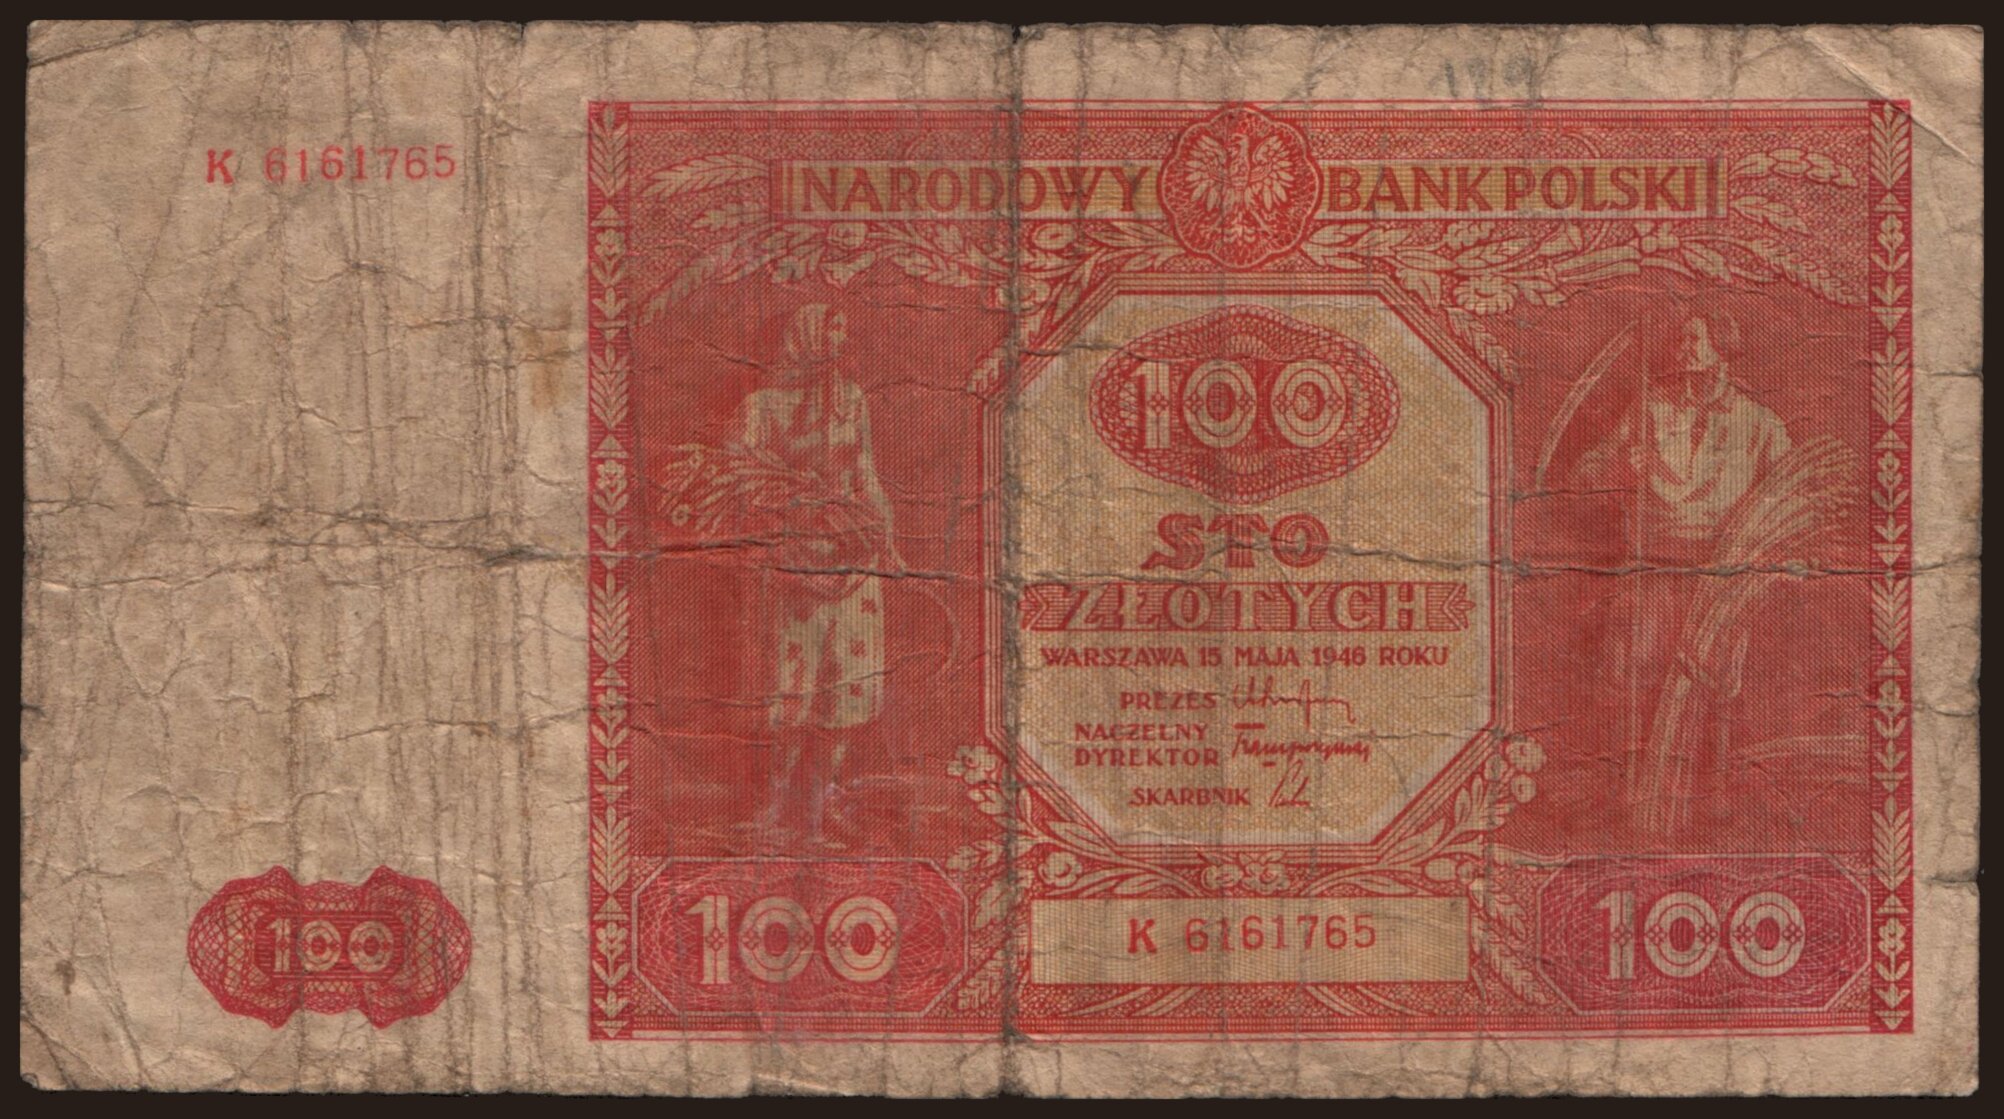 K 6161765
NARODOWY BANK POLSKI
100
STO
ZŁOTYCH
WARSZAWA 15 MAJA 1946 ROKU
PREZES
NACZELNY
DYREKTOR
SKARBNIK
100
100
K 6161765
100